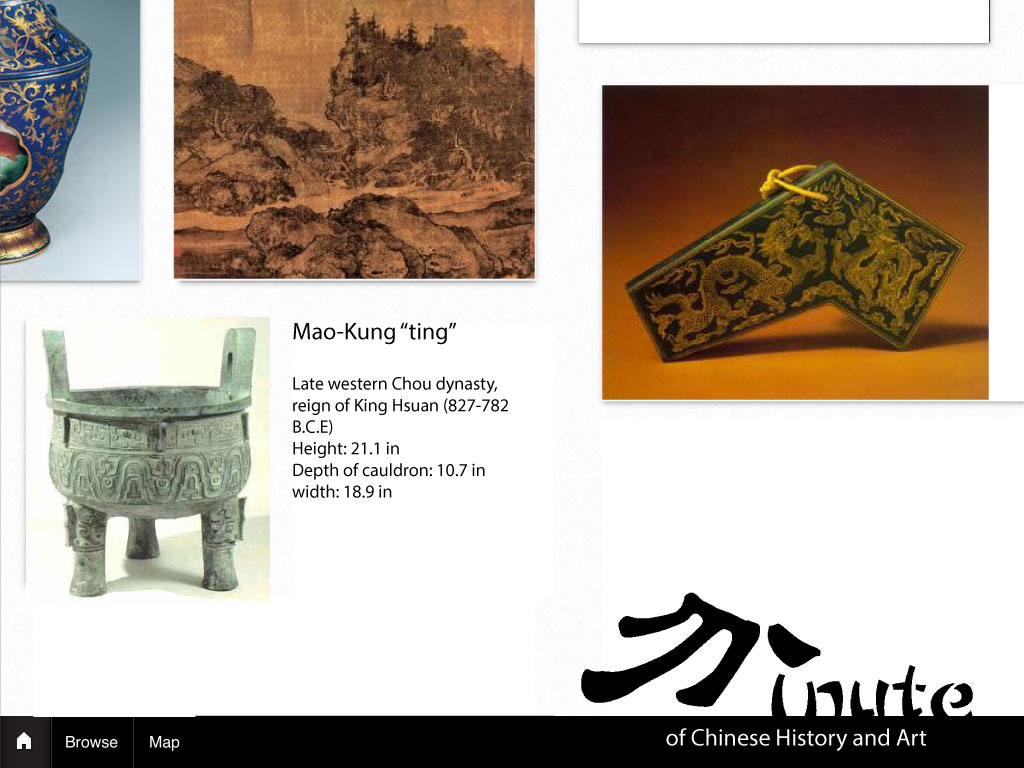 Mao-Kung “ting”
Late western Chou dynasty,
reign of King Hsuan (827-782
B.C.E)
Height: 21.1 in
Depth of cauldron: 10.7 in
width: 18.9 in
inute
of Chinese History and Art
Browse
Map